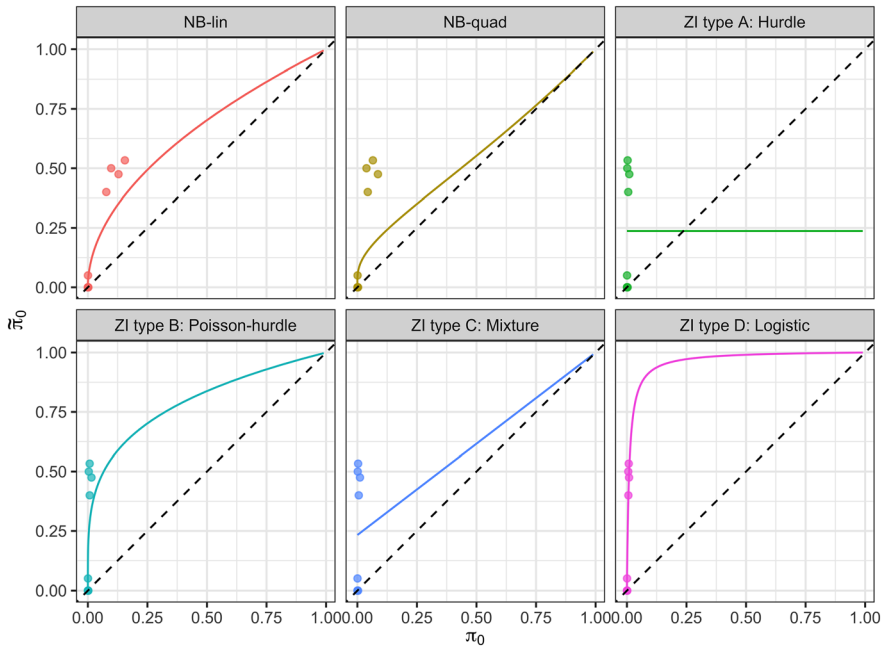 NB-lin NB-quad ZI type A: Hurdle
1.00
0.75
0.50
0.25
0.00
π̃₀
ZI type B: Poisson-hurdle ZI type C: Mixture ZI type D: Logistic
1.00
0.75
0.50
0.25
0.00
0.00 0.25 0.50 0.75 1.00 0.00 0.25 0.50 0.75 1.00 0.00 0.25 0.50 0.75 1.00
π₀